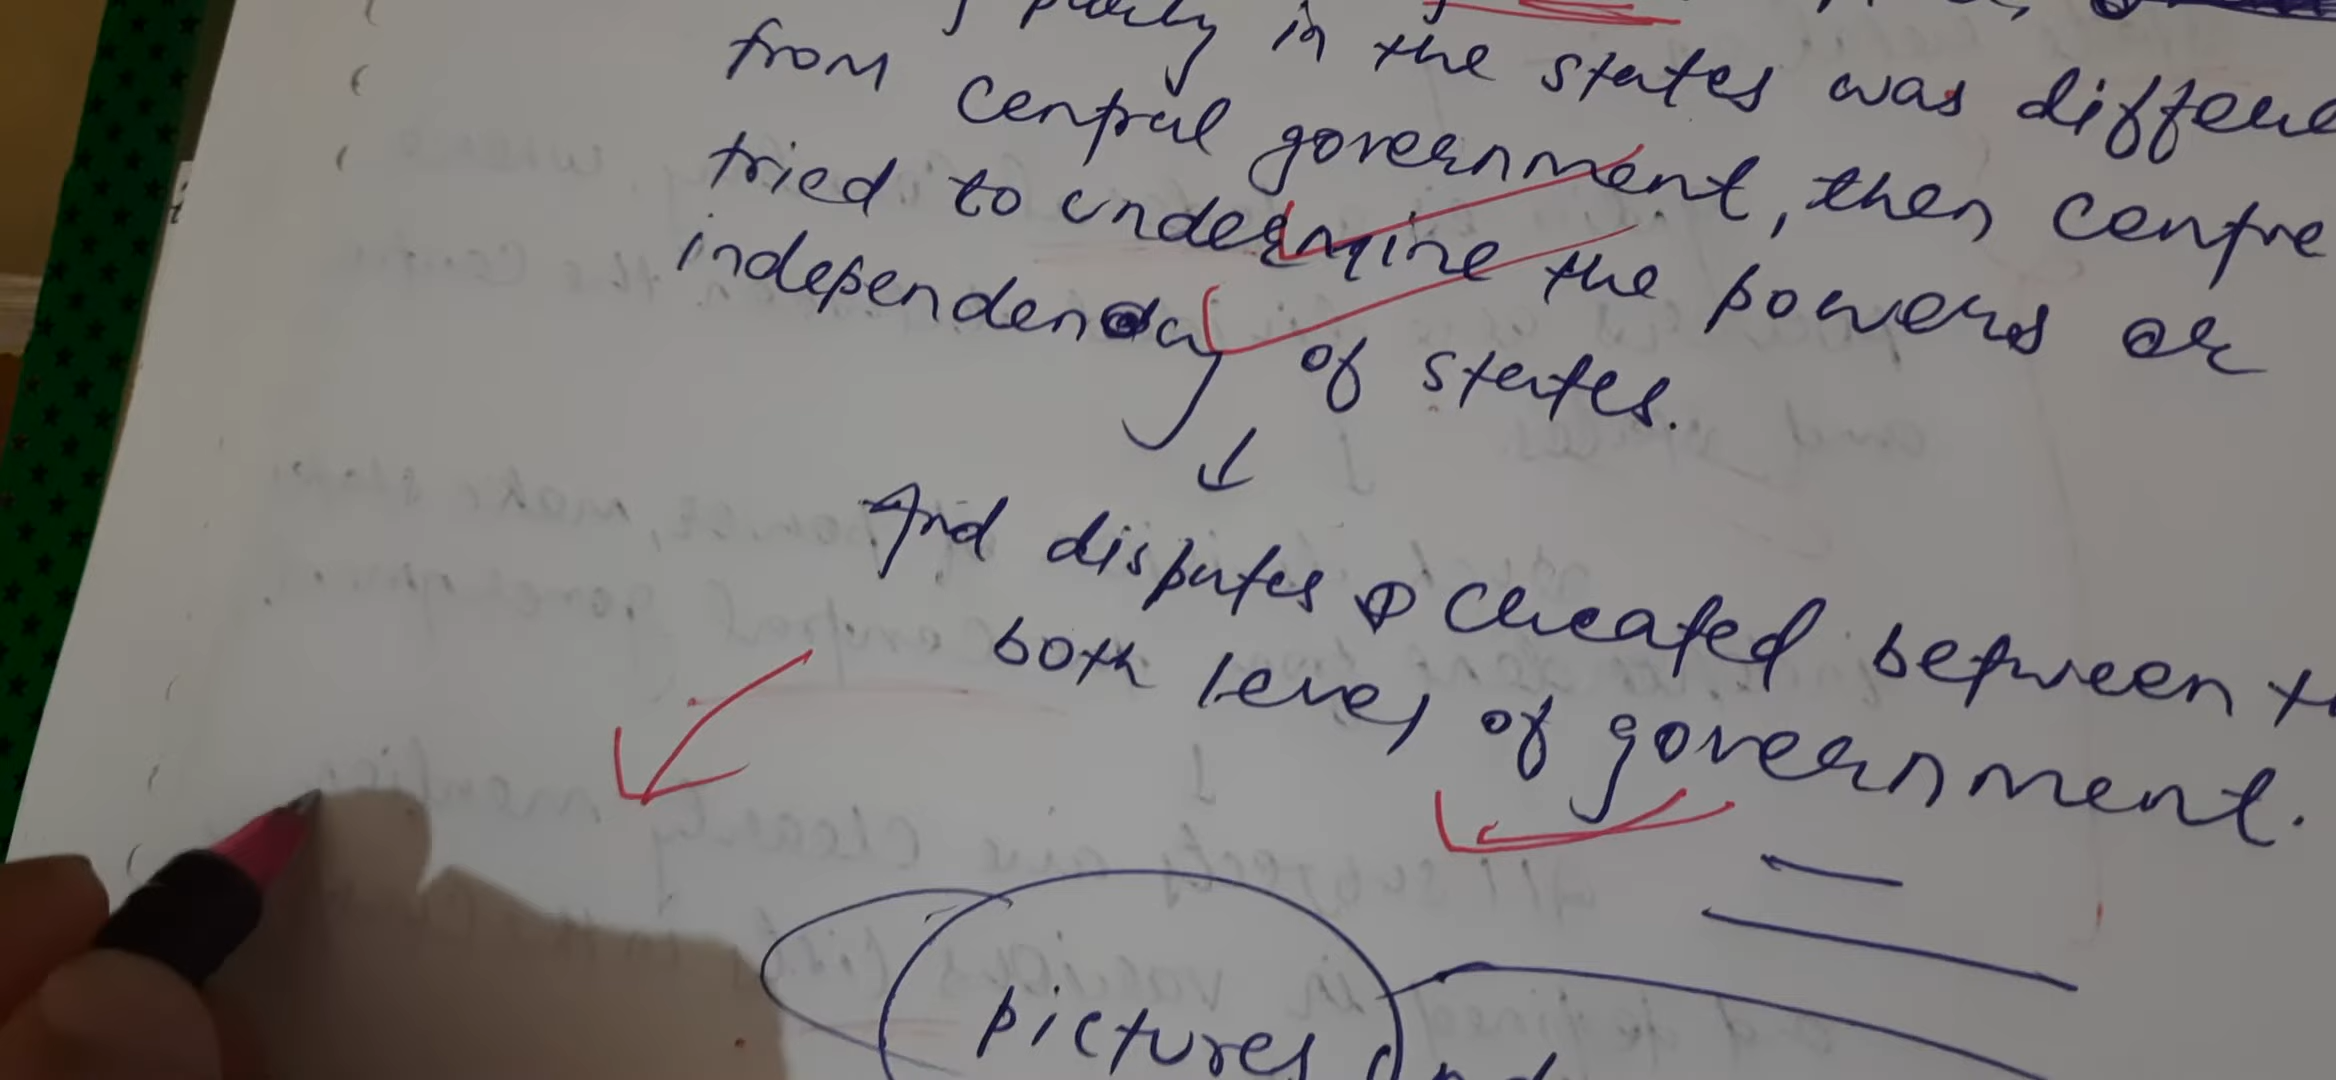 party in the states was differe
from central government, then centre
tried to undermine the powers or
independency of states.
↓
And disputes created between t
both level of government.
pictures